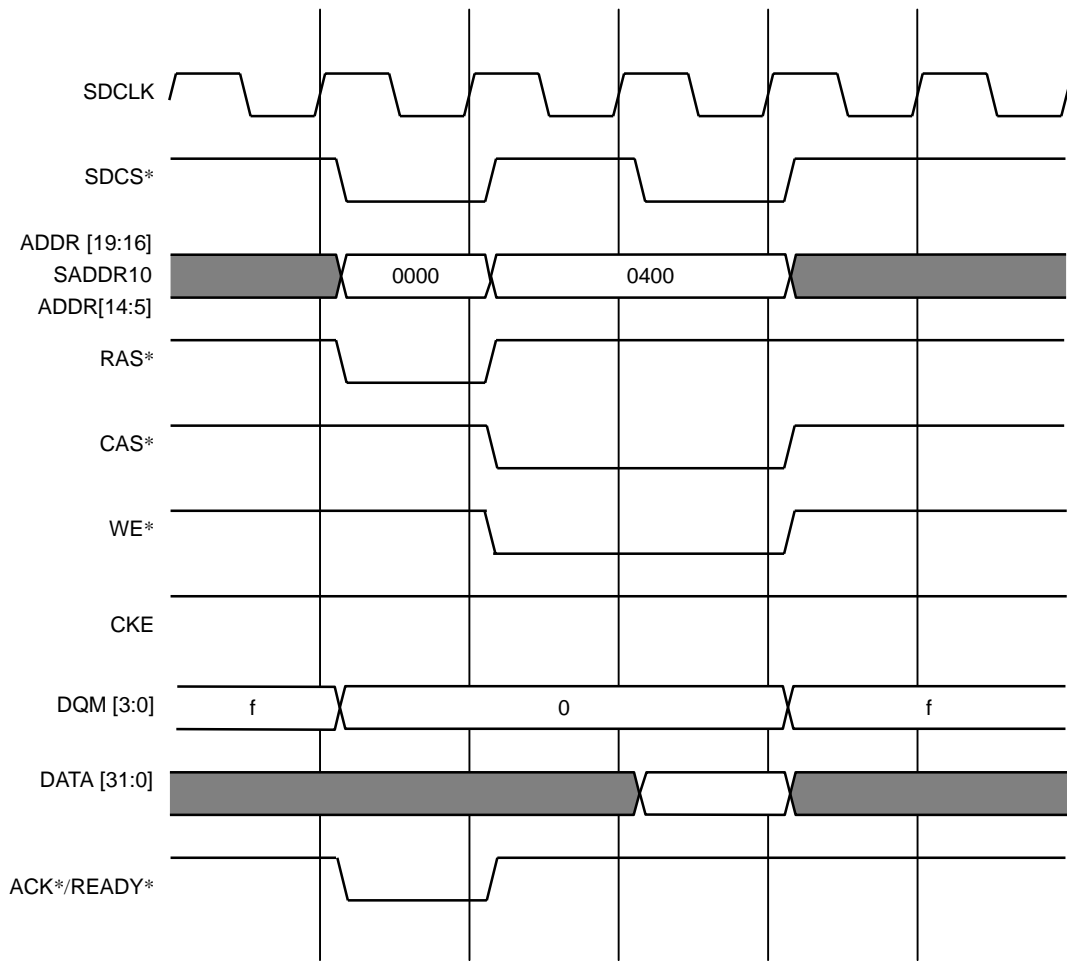 SDCLK
SDCS*
ADDR [19:16]
SADDR10
ADDR[14:5]
0000
0400
RAS*
CAS*
WE*
CKE
DQM [3:0]
f
0
f
DATA [31:0]
ACK*/READY*